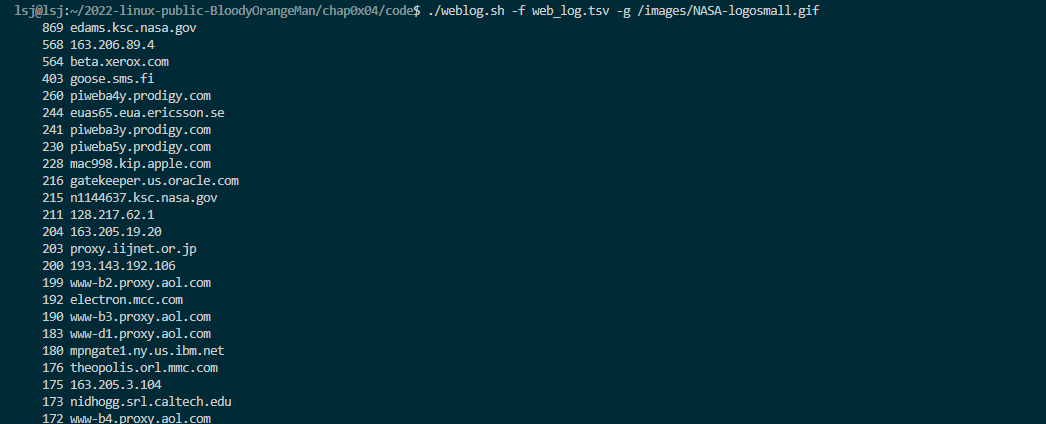 lsj@lsj:~/2022-linux-public-BloodyOrangeMan/chap0x04/code$ ./weblog.sh -f web_log.tsv -g /images/NASA-logosmall.gif
869 edams.ksc.nasa.gov
568 163.206.89.4
564 beta.xerox.com
403 goose.sms.fi
260 piweba4y.prodigy.com
244 euas65.eua.ericsson.se
241 piweba3y.prodigy.com
230 piweba5y.prodigy.com
228 mac998.kip.apple.com
216 gatekeeper.us.oracle.com
215 n1144637.ksc.nasa.gov
211 128.217.62.1
204 163.205.19.20
203 proxy.iijnet.or.jp
200 193.143.192.106
199 www-b2.proxy.aol.com
192 electron.mcc.com
190 www-b3.proxy.aol.com
183 www-d1.proxy.aol.com
180 mpngate1.ny.us.ibm.net
176 theopolis.orl.mmc.com
175 163.205.3.104
173 nidhogg.srl.caltech.edu
172 www-b4.proxy.aol.com